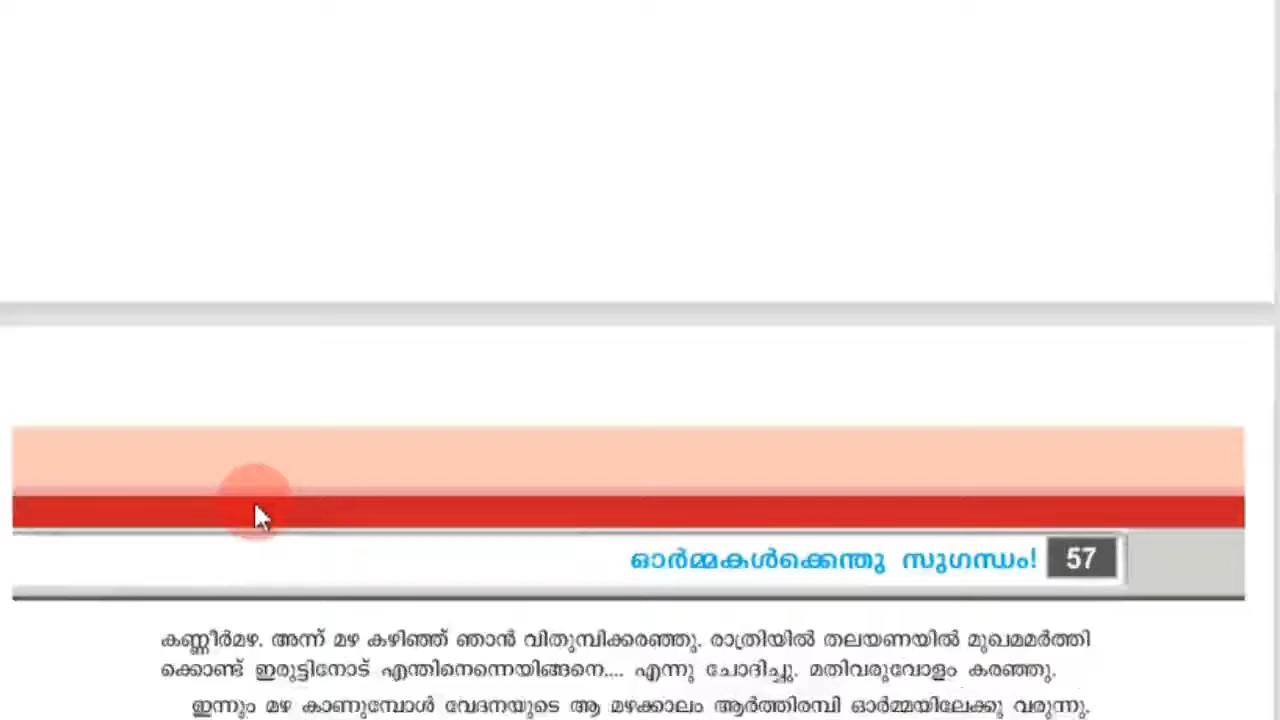 ഓർമ്മകൾക്കെന്തു സുഗന്ധം! 57
കണ്ണീർമഴ. അന്ന് മഴ കഴിഞ്ഞ് ഞാൻ വിതുമ്പിക്കരഞ്ഞു. രാത്രിയിൽ തലയണയിൽ മുഖമമർത്തി
ക്കൊണ്ട് ഇരുട്ടിനോട് എന്തിനെന്നെയിങ്ങനെ.... എന്നു ചോദിച്ചു. മതിവരുവോളം കരഞ്ഞു.
ഇന്നും മഴ കാണുമ്പോൾ വേദനയുടെ ആ മഴക്കാലം ആർത്തിരമ്പി ഓർമ്മയിലേക്കു വരുന്നു.